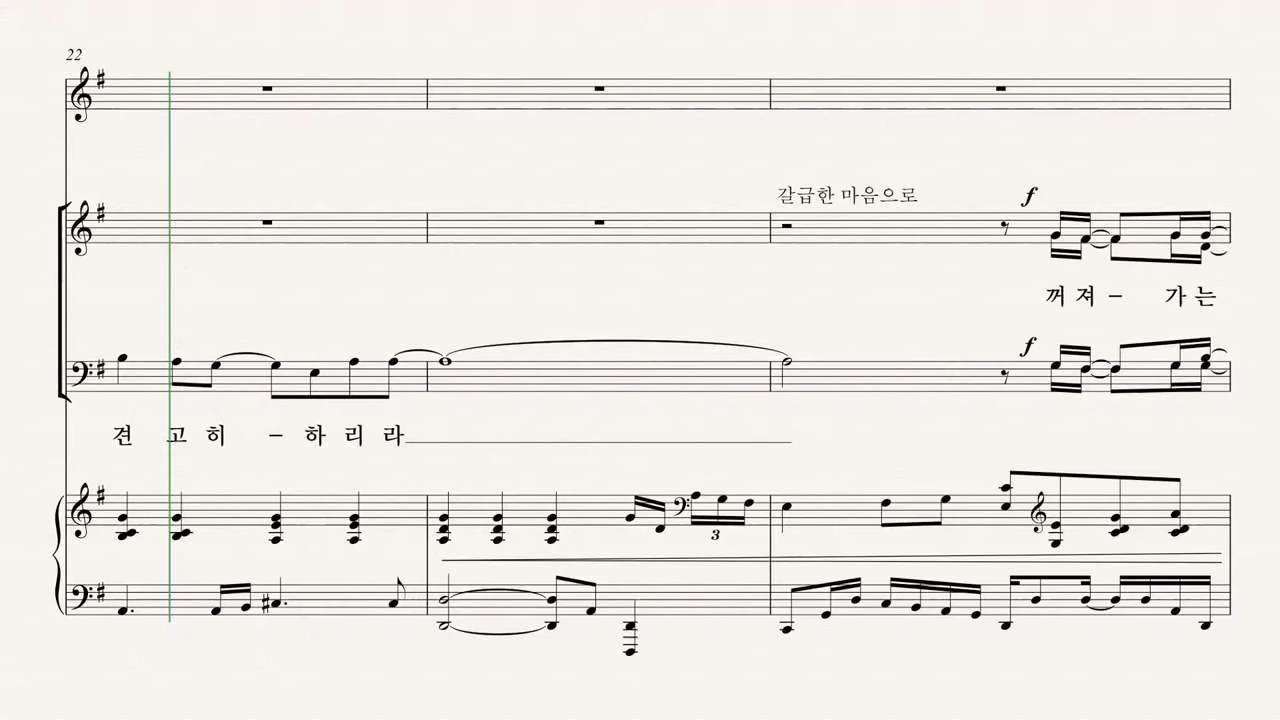 22
갈급한 마음으로 f
꺼 져 – 가 는
f
견 고 히 – 하 리 라
3